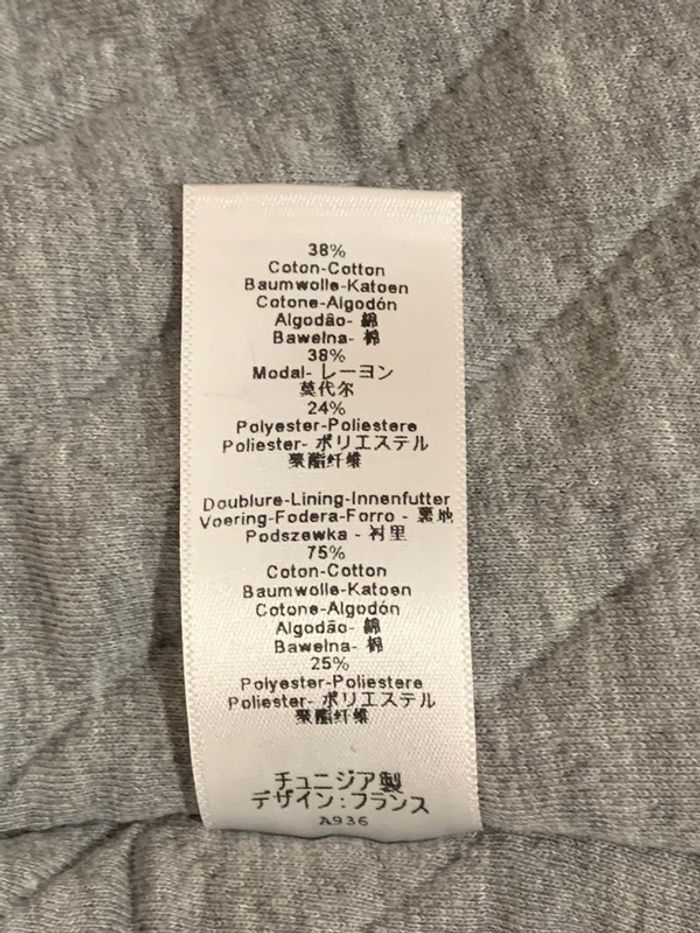 38%
Coton-Cotton
Baumwolle-Katoen
Cotone-Algodón
Algodão- 綿
Bawełna- 棉
38%
Modal- レーヨン
莫代尔
24%
Polyester-Poliestere
Poliester- ポリエステル
聚酯纤维
Doublure-Lining-Innenfutter
Voering-Fodera-Forro - 裏地
Podszewka - 衬里
75%
Coton-Cotton
Baumwolle-Katoen
Cotone-Algodón
Algodão- 綿
Bawełna- 棉
25%
Polyester-Poliestere
Poliester- ポリエステル
聚酯纤维
チュニジア製
デザイン:フランス
A936